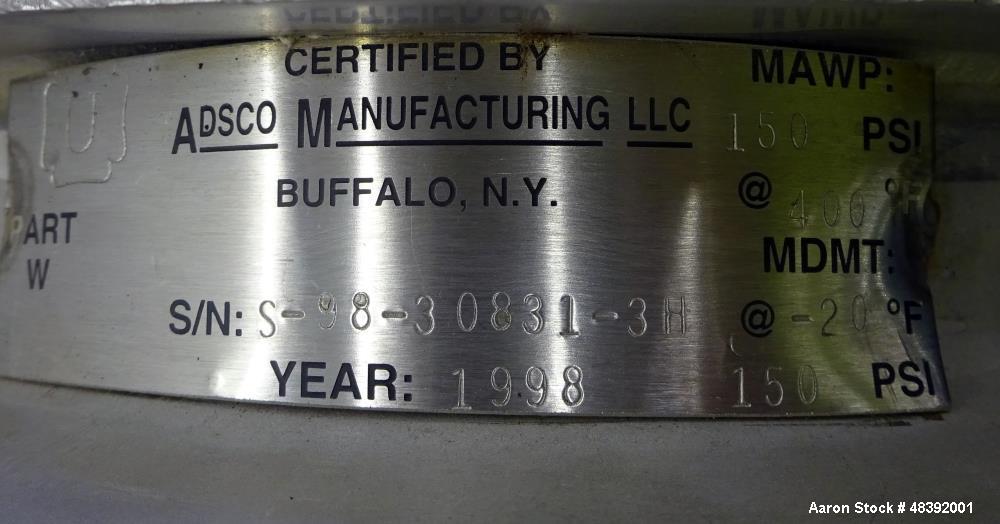 U
CERTIFIED BY
ADSCO MANUFACTURING LLC
BUFFALO, N.Y.
PART
W
S/N: S-98-30831-3H
YEAR: 1998
MAWP:
150 PSI
@ 400 °F
MDMT:
@ -20 °F
150 PSI
Aaron Stock # 48392001